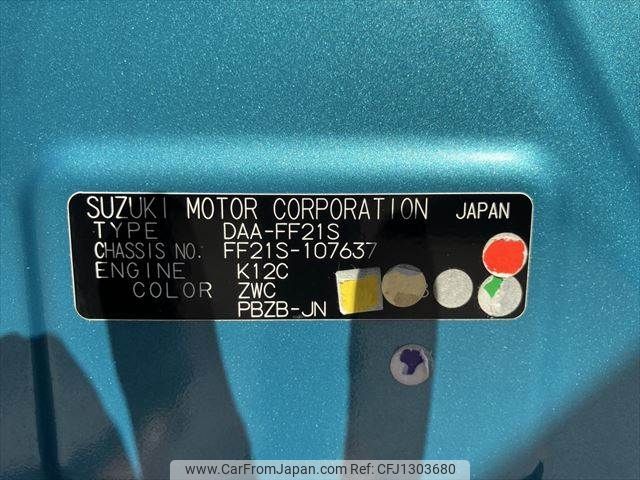 SUZUKI MOTOR CORPORATION JAPAN
TYPE DAA-FF21S
CHASSIS NO. FF21S-107637
ENGINE K12C
COLOR ZWC
PBZB-JN
www.CarFromJapan.com Ref No. CFJ1303680